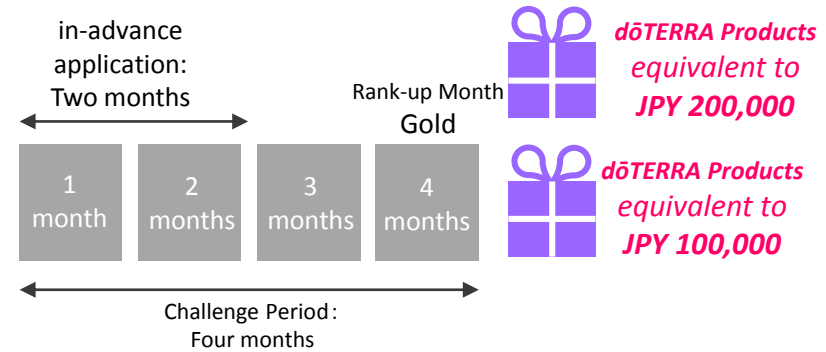 in-advance
application:
Two months
Rank-up Month
Gold
dōTERRA Products
equivalent to
JPY 200,000
1
month
2
months
3
months
4
months
dōTERRA Products
equivalent to
JPY 100,000
Challenge Period:
Four months